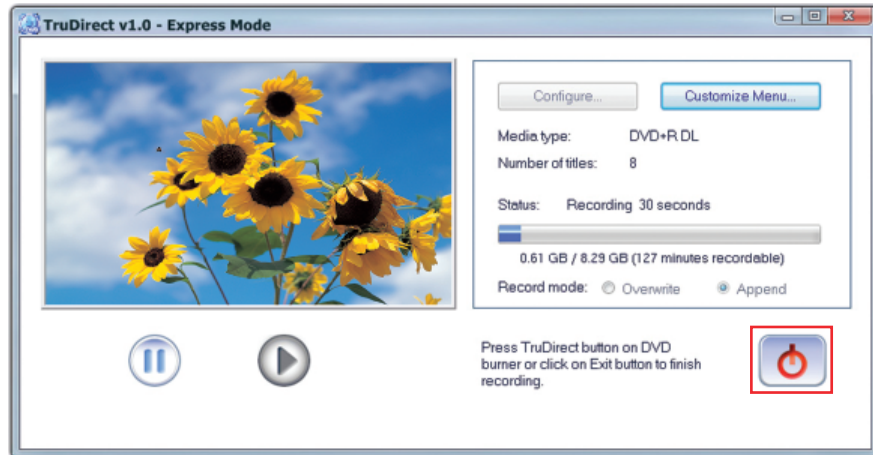 TruDirect v1.0 - Express Mode
Configure...
Customize Menu...
Media type: DVD+R DL
Number of titles: 8
Status: Recording 30 seconds
0.61 GB / 8.29 GB (127 minutes recordable)
Record mode: Overwrite Append
Press TruDirect button on DVD
burner or click on Exit button to finish
recording.